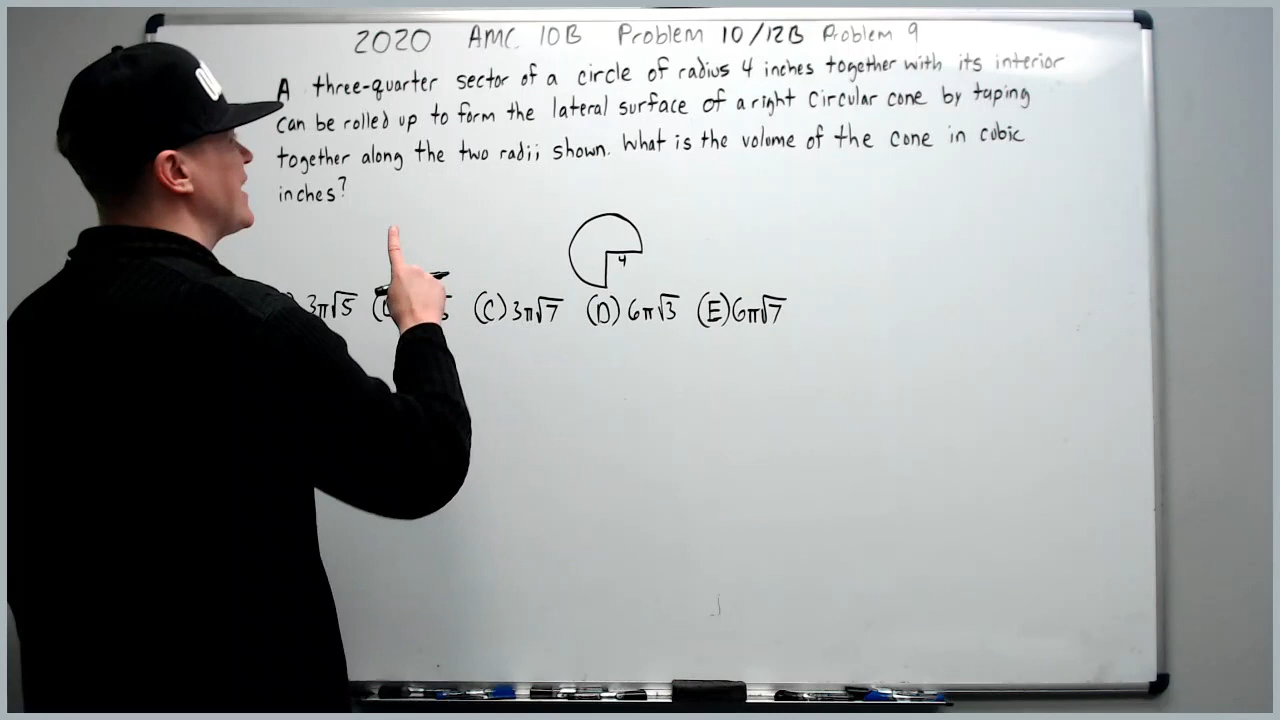 2020 AMC 10B Problem 10/12B Problem 9
A three-quarter sector of a circle of radius 4 inches together with its interior
can be rolled up to form the lateral surface of a right circular cone by taping
together along the two radii shown. What is the volume of the cone in cubic
inches?
4
3π√5 (C) 3π√7 (D) 6π√3 (E) 6π√7